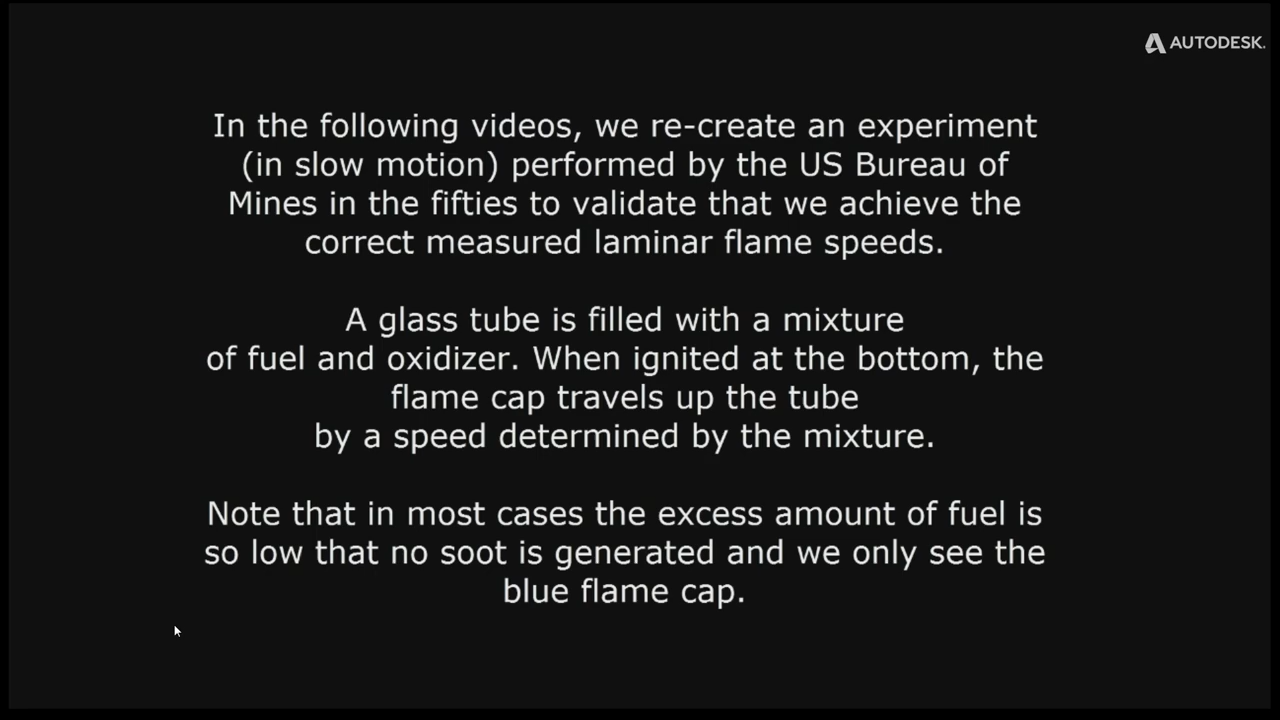 AUTODESK.
In the following videos, we re-create an experiment
(in slow motion) performed by the US Bureau of
Mines in the fifties to validate that we achieve the
correct measured laminar flame speeds.
A glass tube is filled with a mixture
of fuel and oxidizer. When ignited at the bottom, the
flame cap travels up the tube
by a speed determined by the mixture.
Note that in most cases the excess amount of fuel is
so low that no soot is generated and we only see the
blue flame cap.